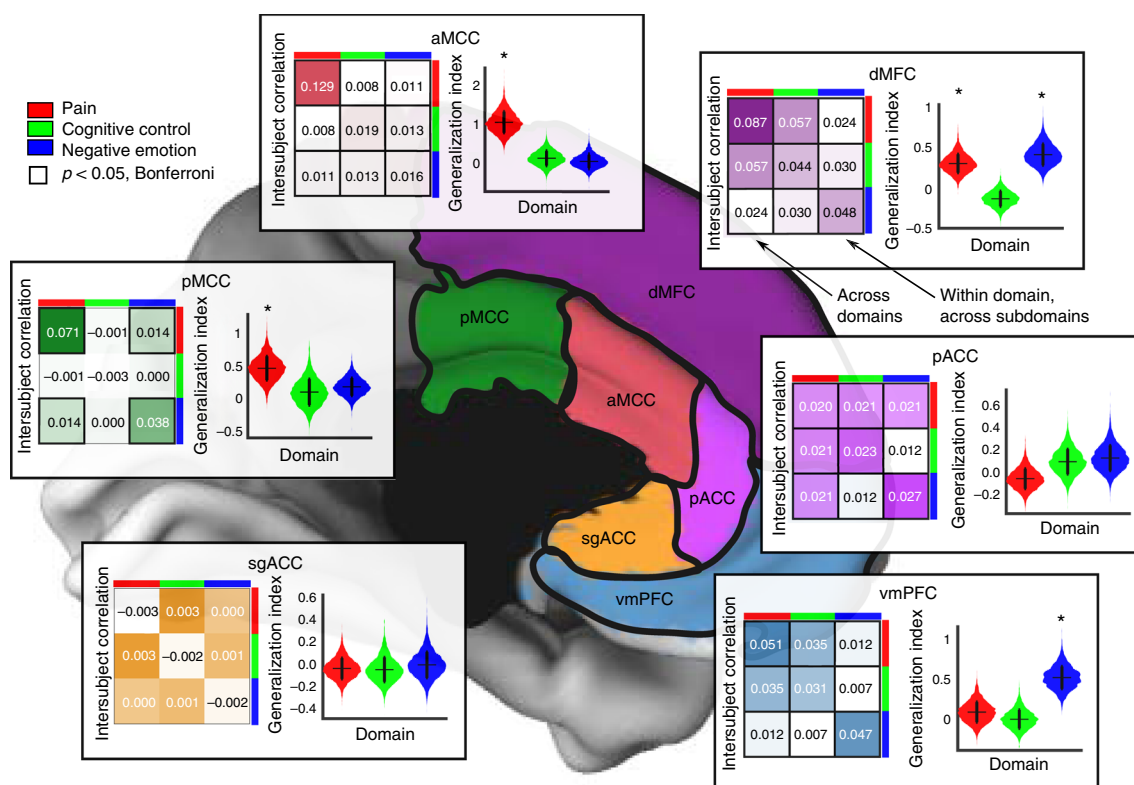 Pain
Cognitive control
Negative emotion
p < 0.05, Bonferroni
aMCC
Intersubject correlation
0.129 0.008 0.011
0.008 0.019 0.013
0.011 0.013 0.016
Generalization index
2
1
0
*
Domain
dMFC
Intersubject correlation
0.087 0.057 0.024
0.057 0.044 0.030
0.024 0.030 0.048
Generalization index
1
0.5
0
−0.5
* *
Domain
Across
domains
Within domain,
across subdomains
pMCC
Intersubject correlation
0.071 −0.001 0.014
−0.001 −0.003 0.000
0.014 0.000 0.038
Generalization index
1
0.5
0
−0.5
*
Domain
pACC
Intersubject correlation
0.020 0.021 0.021
0.021 0.023 0.012
0.021 0.012 0.027
Generalization index
0.6
0.4
0.2
0.0
−0.2
Domain
sgACC
Intersubject correlation
−0.003 0.003 0.000
0.003 −0.002 0.001
0.000 0.001 −0.002
Generalization index
0.6
0.4
0.2
0.0
−0.2
−0.4
Domain
vmPFC
Intersubject correlation
0.051 0.035 0.012
0.035 0.031 0.007
0.012 0.007 0.047
Generalization index
1
0.5
0
*
Domain
dMFC
pMCC
aMCC
pACC
sgACC
vmPFC